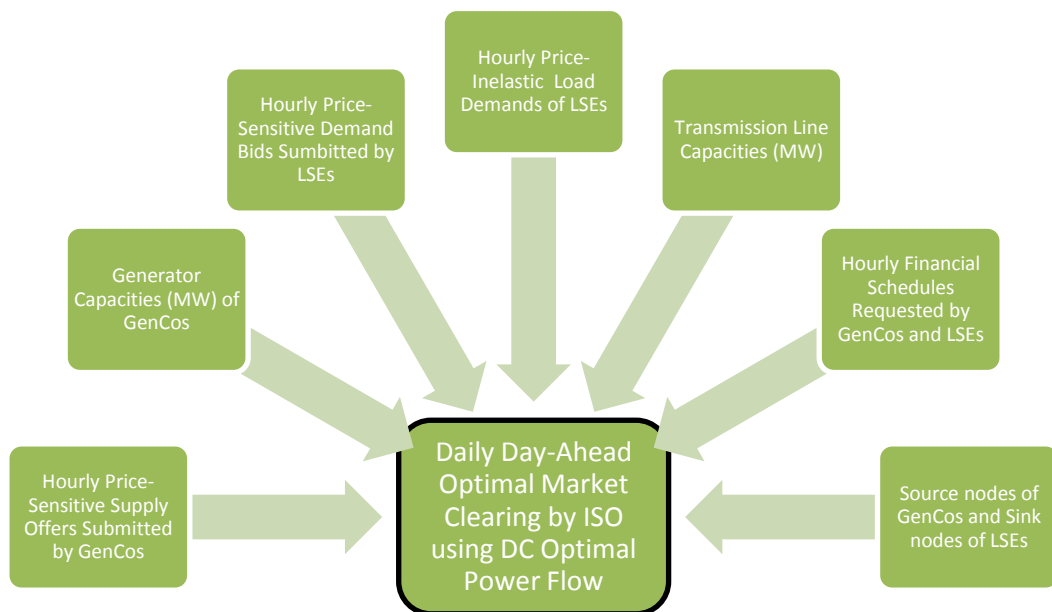 Hourly Price-
Inelastic Load
Demands of LSEs
Hourly Price-
Sensitive Demand
Bids Sumbitted by
LSEs
Transmission Line
Capacities (MW)
Generator
Capacities (MW) of
GenCos
Hourly Financial
Schedules
Requested by
GenCos and LSEs
Hourly Price-
Sensitive Supply
Offers Submitted
by GenCos
Daily Day-Ahead
Optimal Market
Clearing by ISO
using DC Optimal
Power Flow
Source nodes of
GenCos and Sink
nodes of LSEs